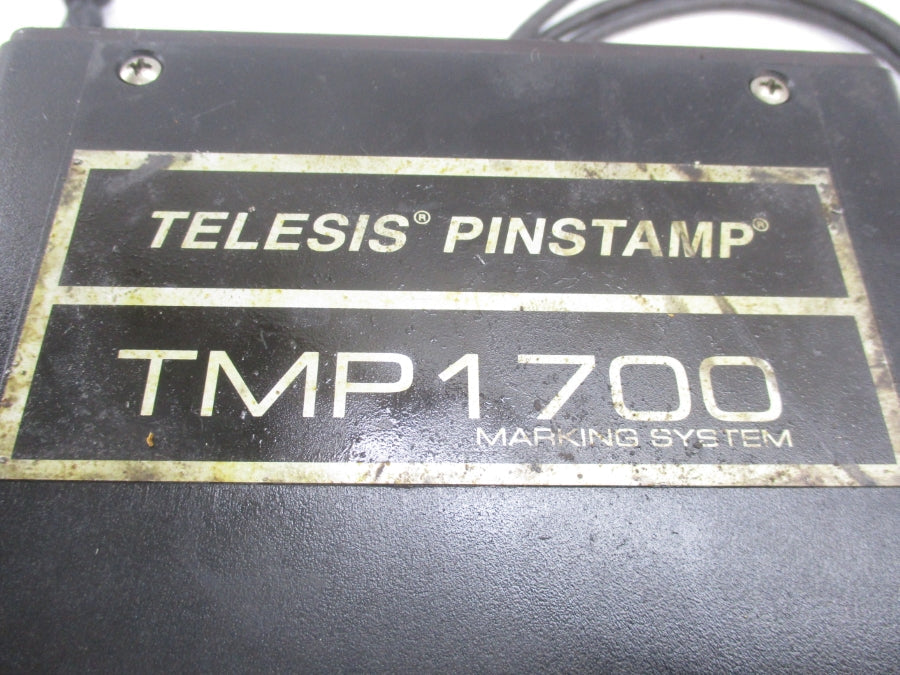 TELESIS® PINSTAMP®
TMP1700
MARKING SYSTEM